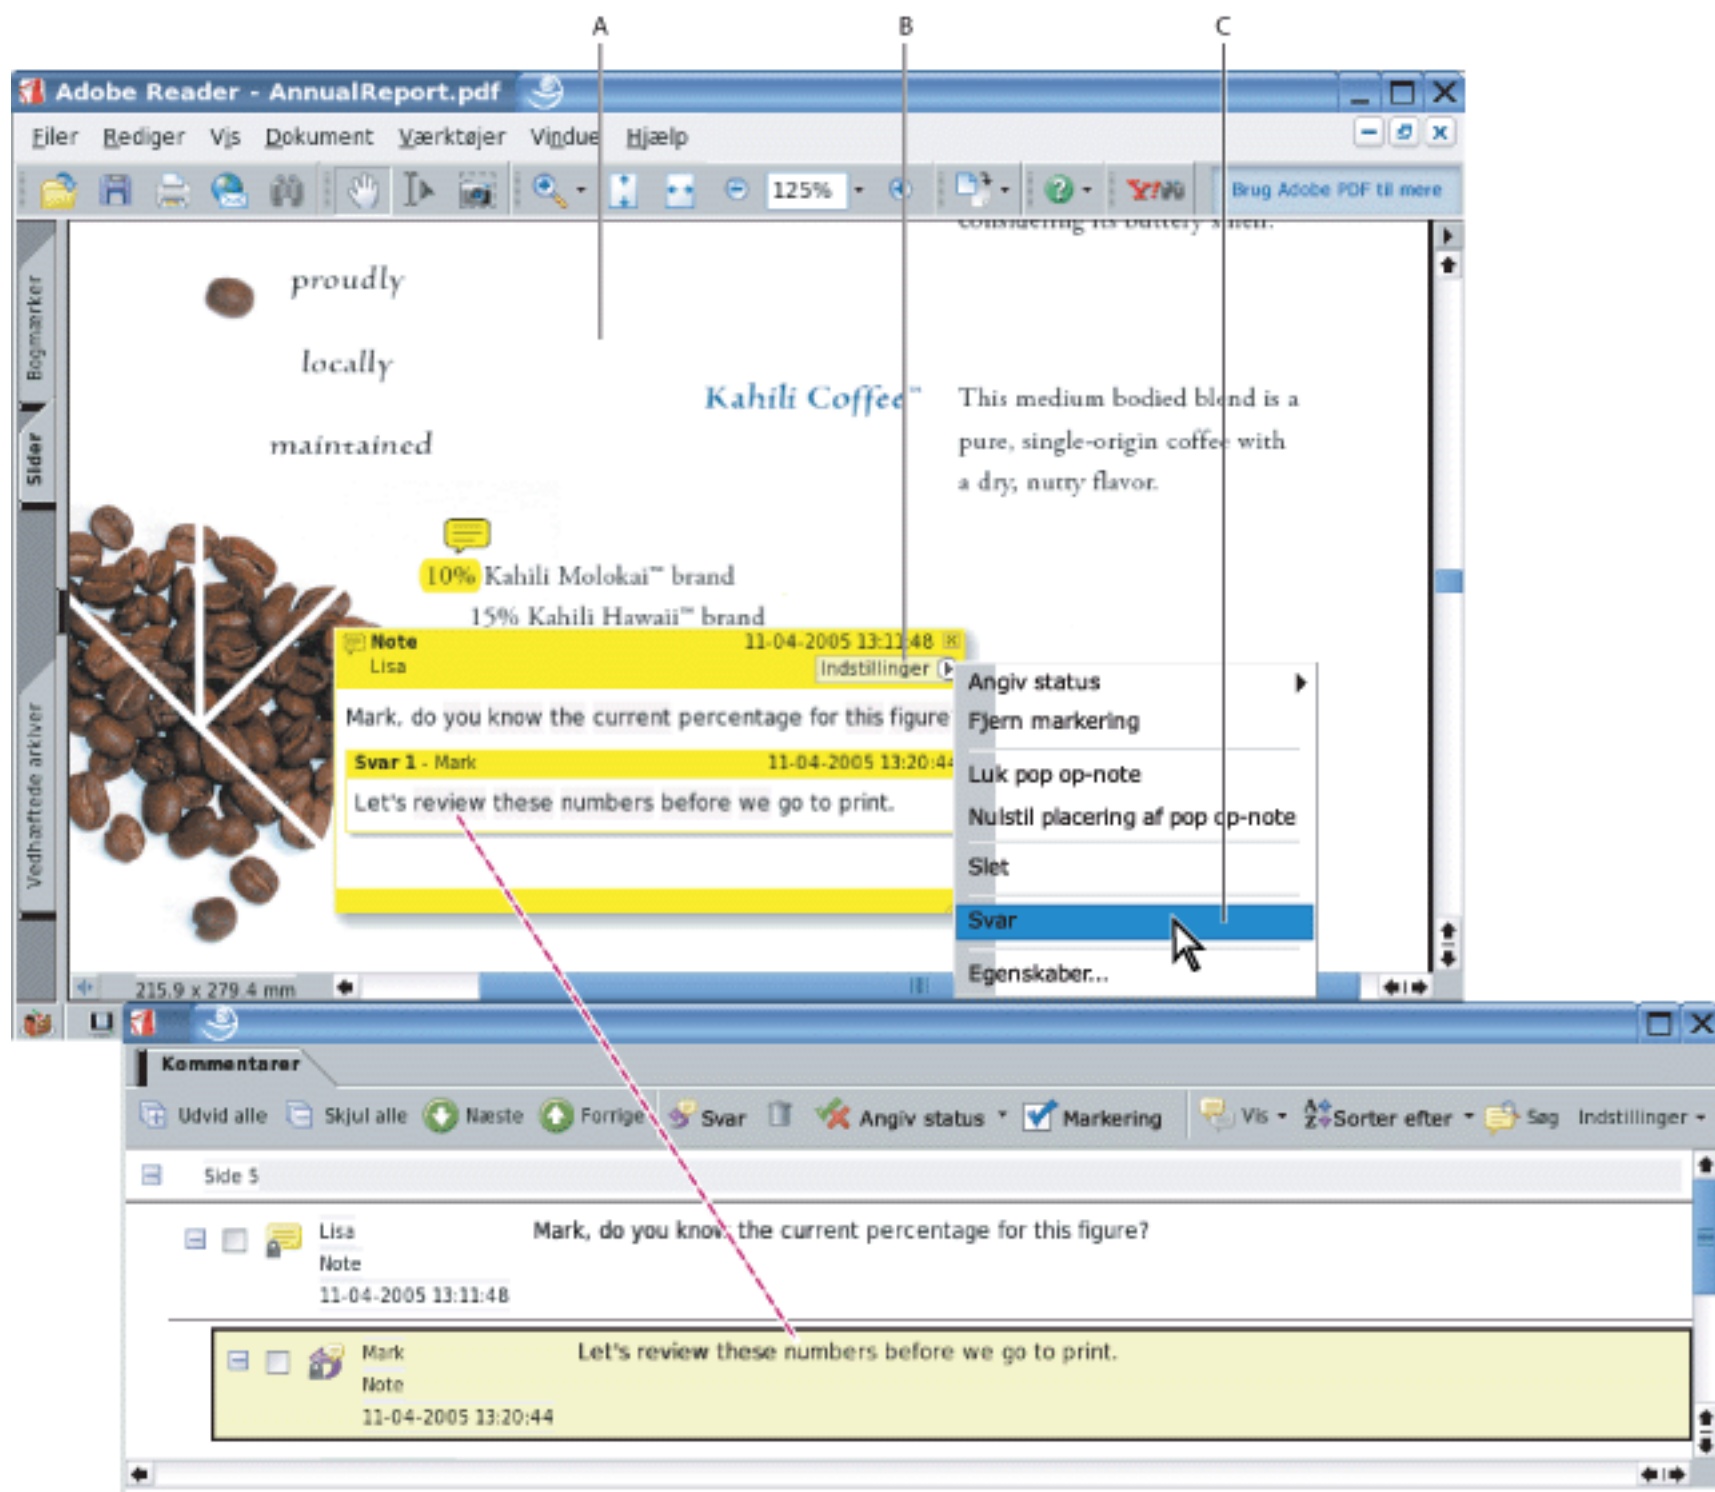 A B C
Adobe Reader - AnnualReport.pdf
Filer Rediger Vis Dokument Værktøjer Vindue Hjælp
125% Y! Brug Adobe PDF til mere
considering its buttery
proudly
locally
Kahili Coffee™
This medium bodied blend is a
pure, single-origin coffee with
a dry, nutty flavor.
maintained
10% Kahili Molokai™ brand
15% Kahili Hawaii™ brand
Bogmærker
Sider
Vedhæftede arkiver
Note 11-04-2005 13:11:48
Lisa Indstillinger
Mark, do you know the current percentage for this figure
Svar 1 - Mark 11-04-2005 13:20:44
Let's review these numbers before we go to print.
Angiv status
Fjern markering
Luk pop op-note
Nulstil placering af pop op-note
Slet
Svar
Egenskaber...
215.9 x 279.4 mm
Kommentarer
Udvid alle Skjul alle Næste Forrige Svar Angiv status Markering Vis Sorter efter Søg Indstillinger
Side 5
Lisa Mark, do you know the current percentage for this figure?
Note
11-04-2005 13:11:48
Mark Let's review these numbers before we go to print.
Note
11-04-2005 13:20:44